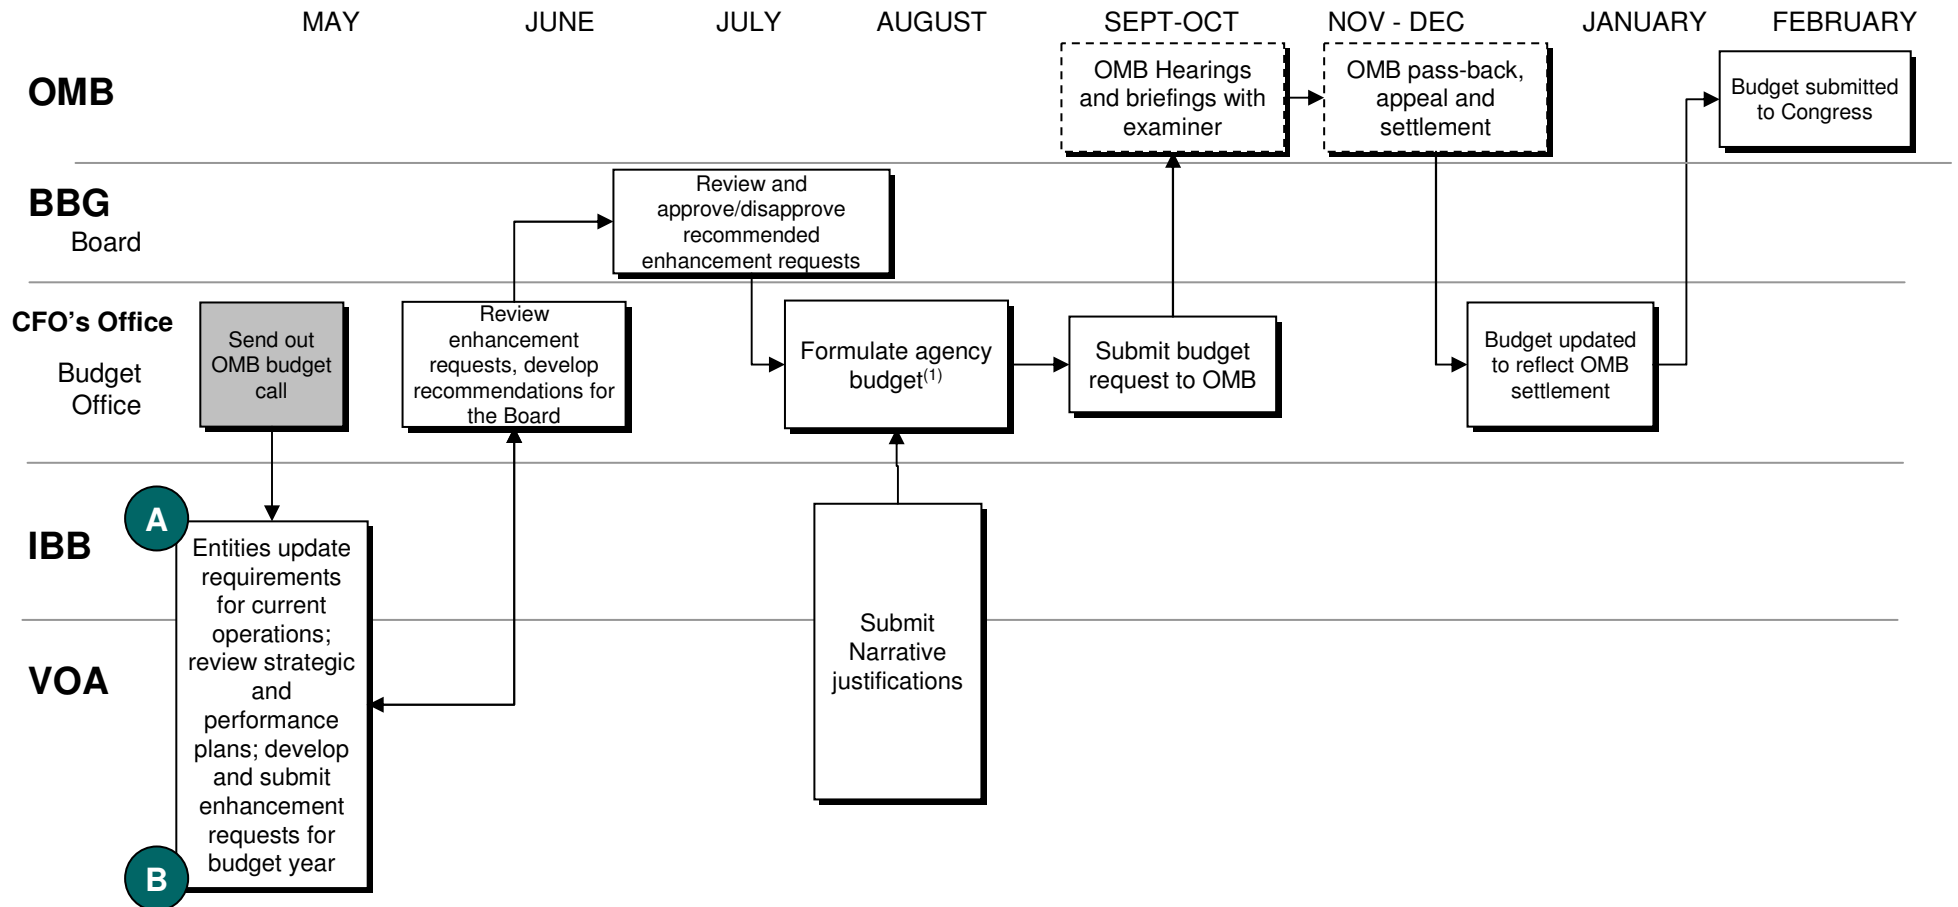 MAY JUNE JULY AUGUST SEPT-OCT NOV - DEC JANUARY FEBRUARY
OMB
OMB Hearings
and briefings with
examiner
OMB pass-back,
appeal and
settlement
Budget submitted
to Congress
BBG
Board
Review and
approve/disapprove
recommended
enhancement requests
CFO's Office
Budget
Office
Send out
OMB budget
call
Review
enhancement
requests, develop
recommendations for
the Board
Formulate agency
budget(1)
Submit budget
request to OMB
Budget updated
to reflect OMB
settlement
IBB
VOA
A
Entities update
requirements
for current
operations;
review strategic
and
performance
plans; develop
and submit
enhancement
requests for
budget year
B
Submit
Narrative
justifications